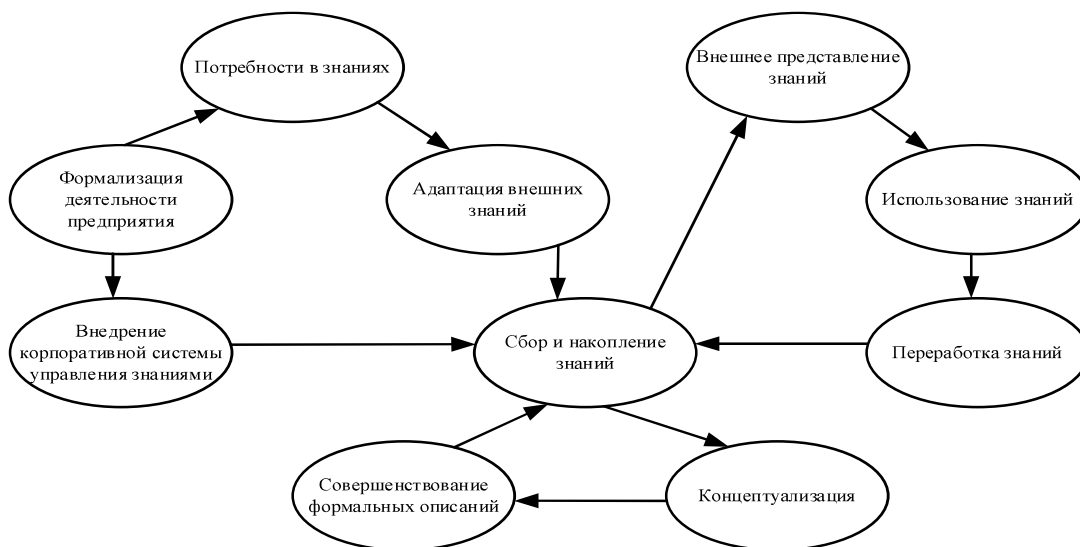 Потребности в знаниях
Внешнее представление
знаний
Формализация
деятельности
предприятия
Адаптация внешних
знаний
Использование знаний
Внедрение
корпоративной системы
управления знаниями
Сбор и накопление
знаний
Переработка знаний
Совершенствование
формальных описаний
Концептуализация